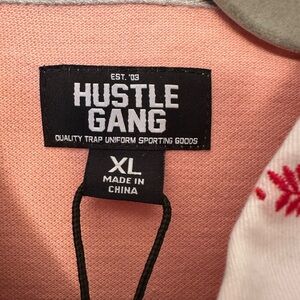 EST. '03
HUSTLE
GANG
QUALITY TRAP UNIFORM SPORTING GOODS
XL
MADE IN
CHINA